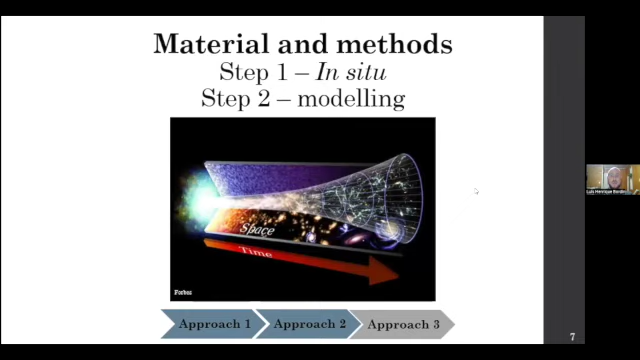 Material and methods
Step 1 – In situ
Step 2 – modelling
Space
Time
Forbes
Approach 1
Approach 2
Approach 3
7